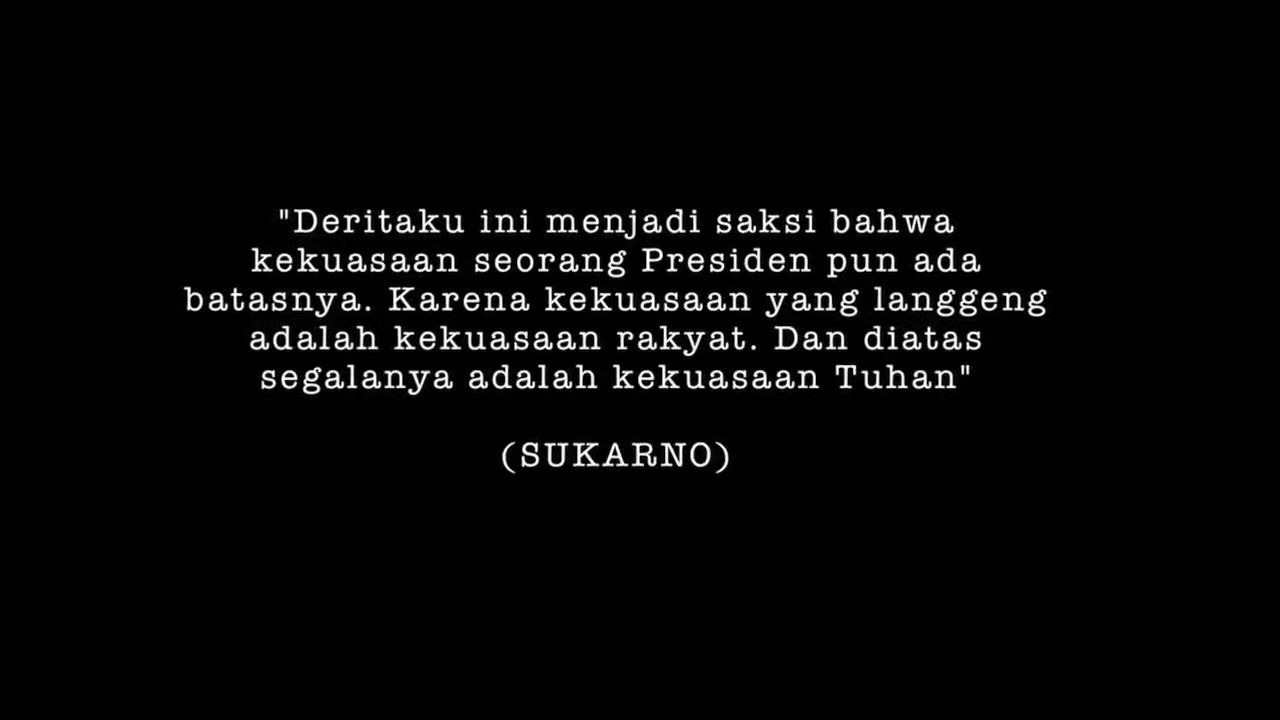 "Deritaku ini menjadi saksi bahwa
kekuasaan seorang Presiden pun ada
batasnya. Karena kekuasaan yang langgeng
adalah kekuasaan rakyat. Dan diatas
segalanya adalah kekuasaan Tuhan"
(SUKARNO)